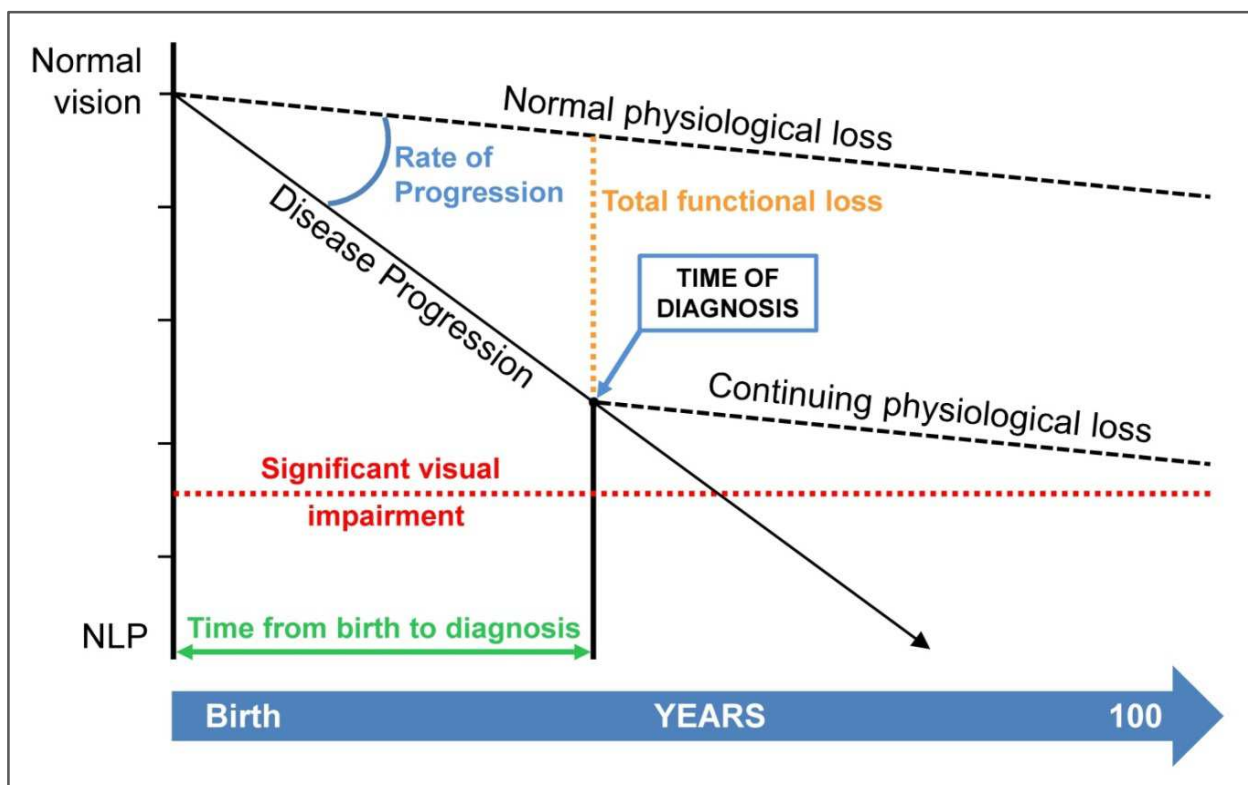 Normal
vision
Normal physiological loss
Rate of
Progression
Total functional loss
Disease Progression
TIME OF
DIAGNOSIS
Continuing physiological loss
Significant visual
impairment
NLP
Time from birth to diagnosis
Birth YEARS 100